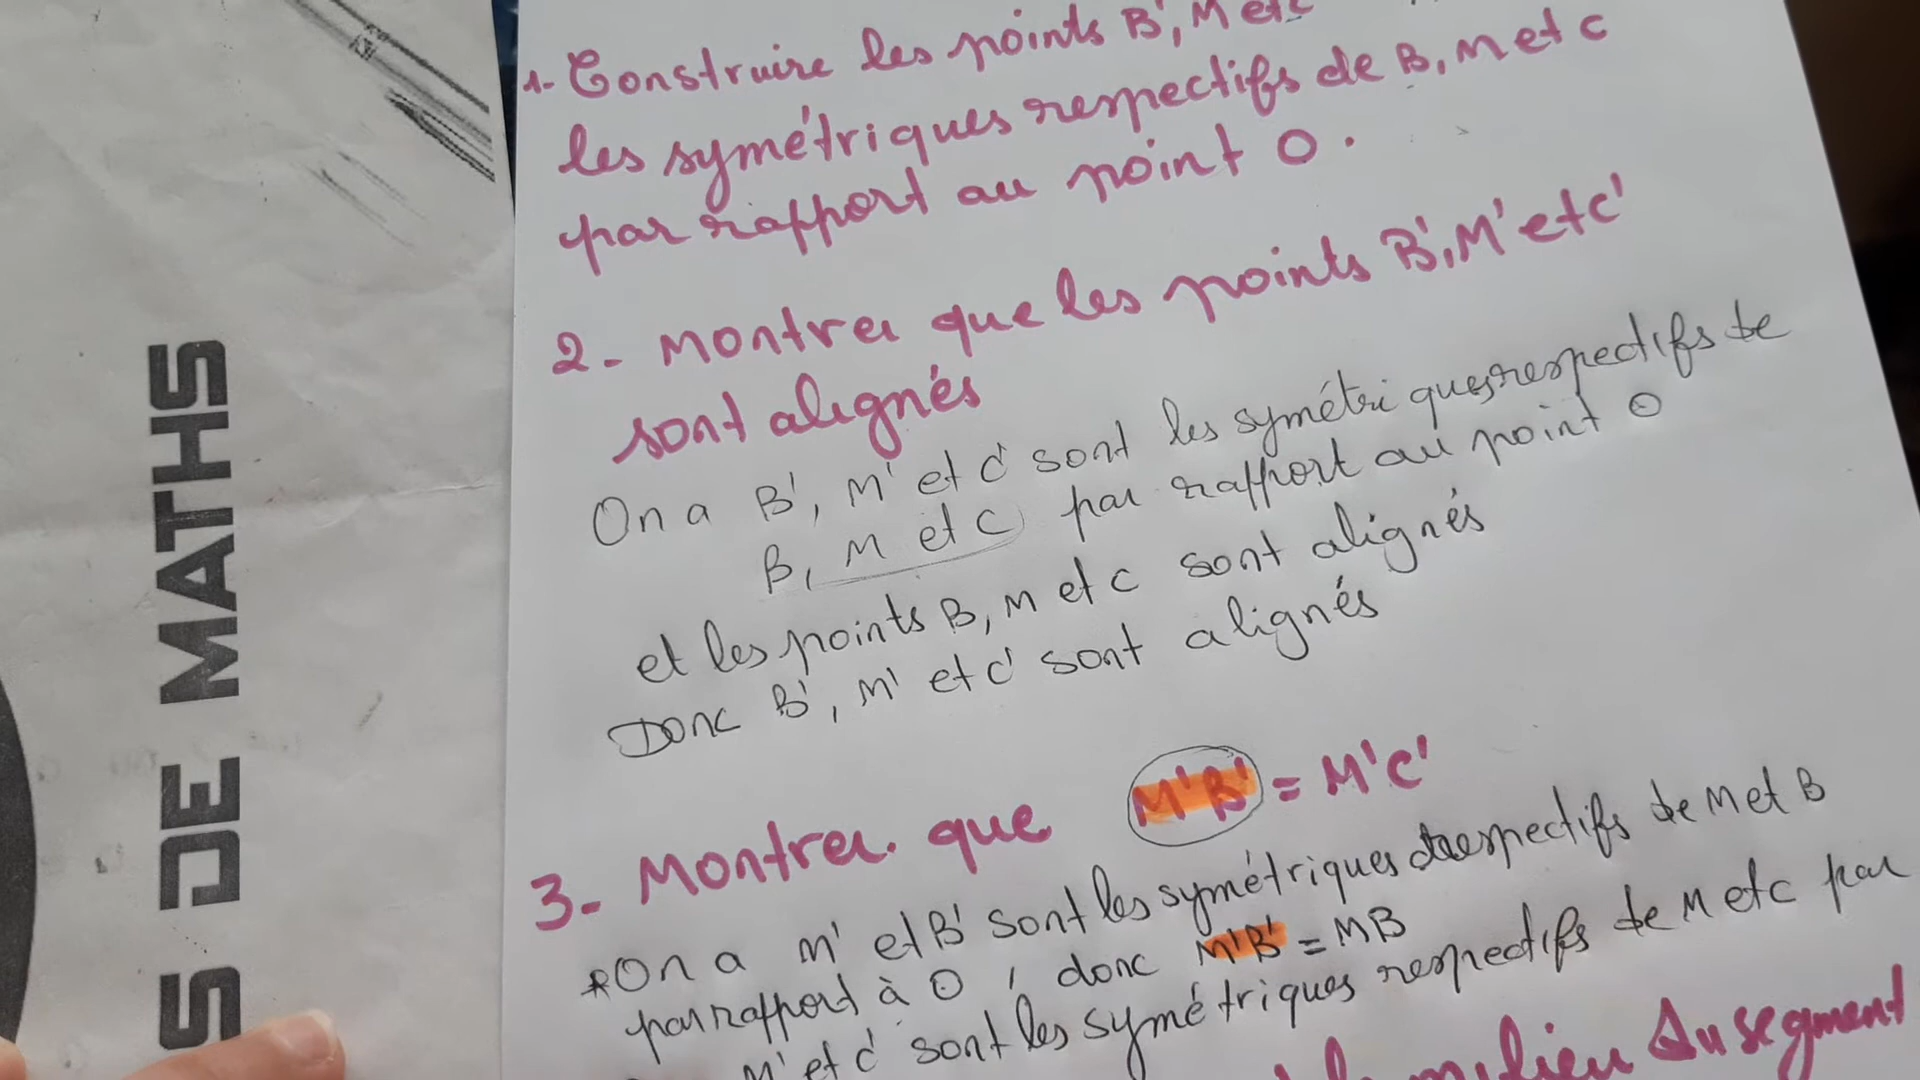 1- Construire les points B', M' et C'
les symétriques respectifs de B, M et C
par rapport au point O.
2- Montrer que les points B', M' et C'
sont alignés
On a B', M' et C' sont les symétriques respectifs de
B, M et C par rapport au point O
et les points B, M et C sont alignés
Donc B', M' et C' sont alignés
3- Montrer que M'B' = M'C'
*On a M' et B' sont les symétriques respectifs de M et B
par rapport à O, donc M'B' = MB
M' et C' sont les symétriques respectifs de M et C par
milieu du segment
S DE MATHS